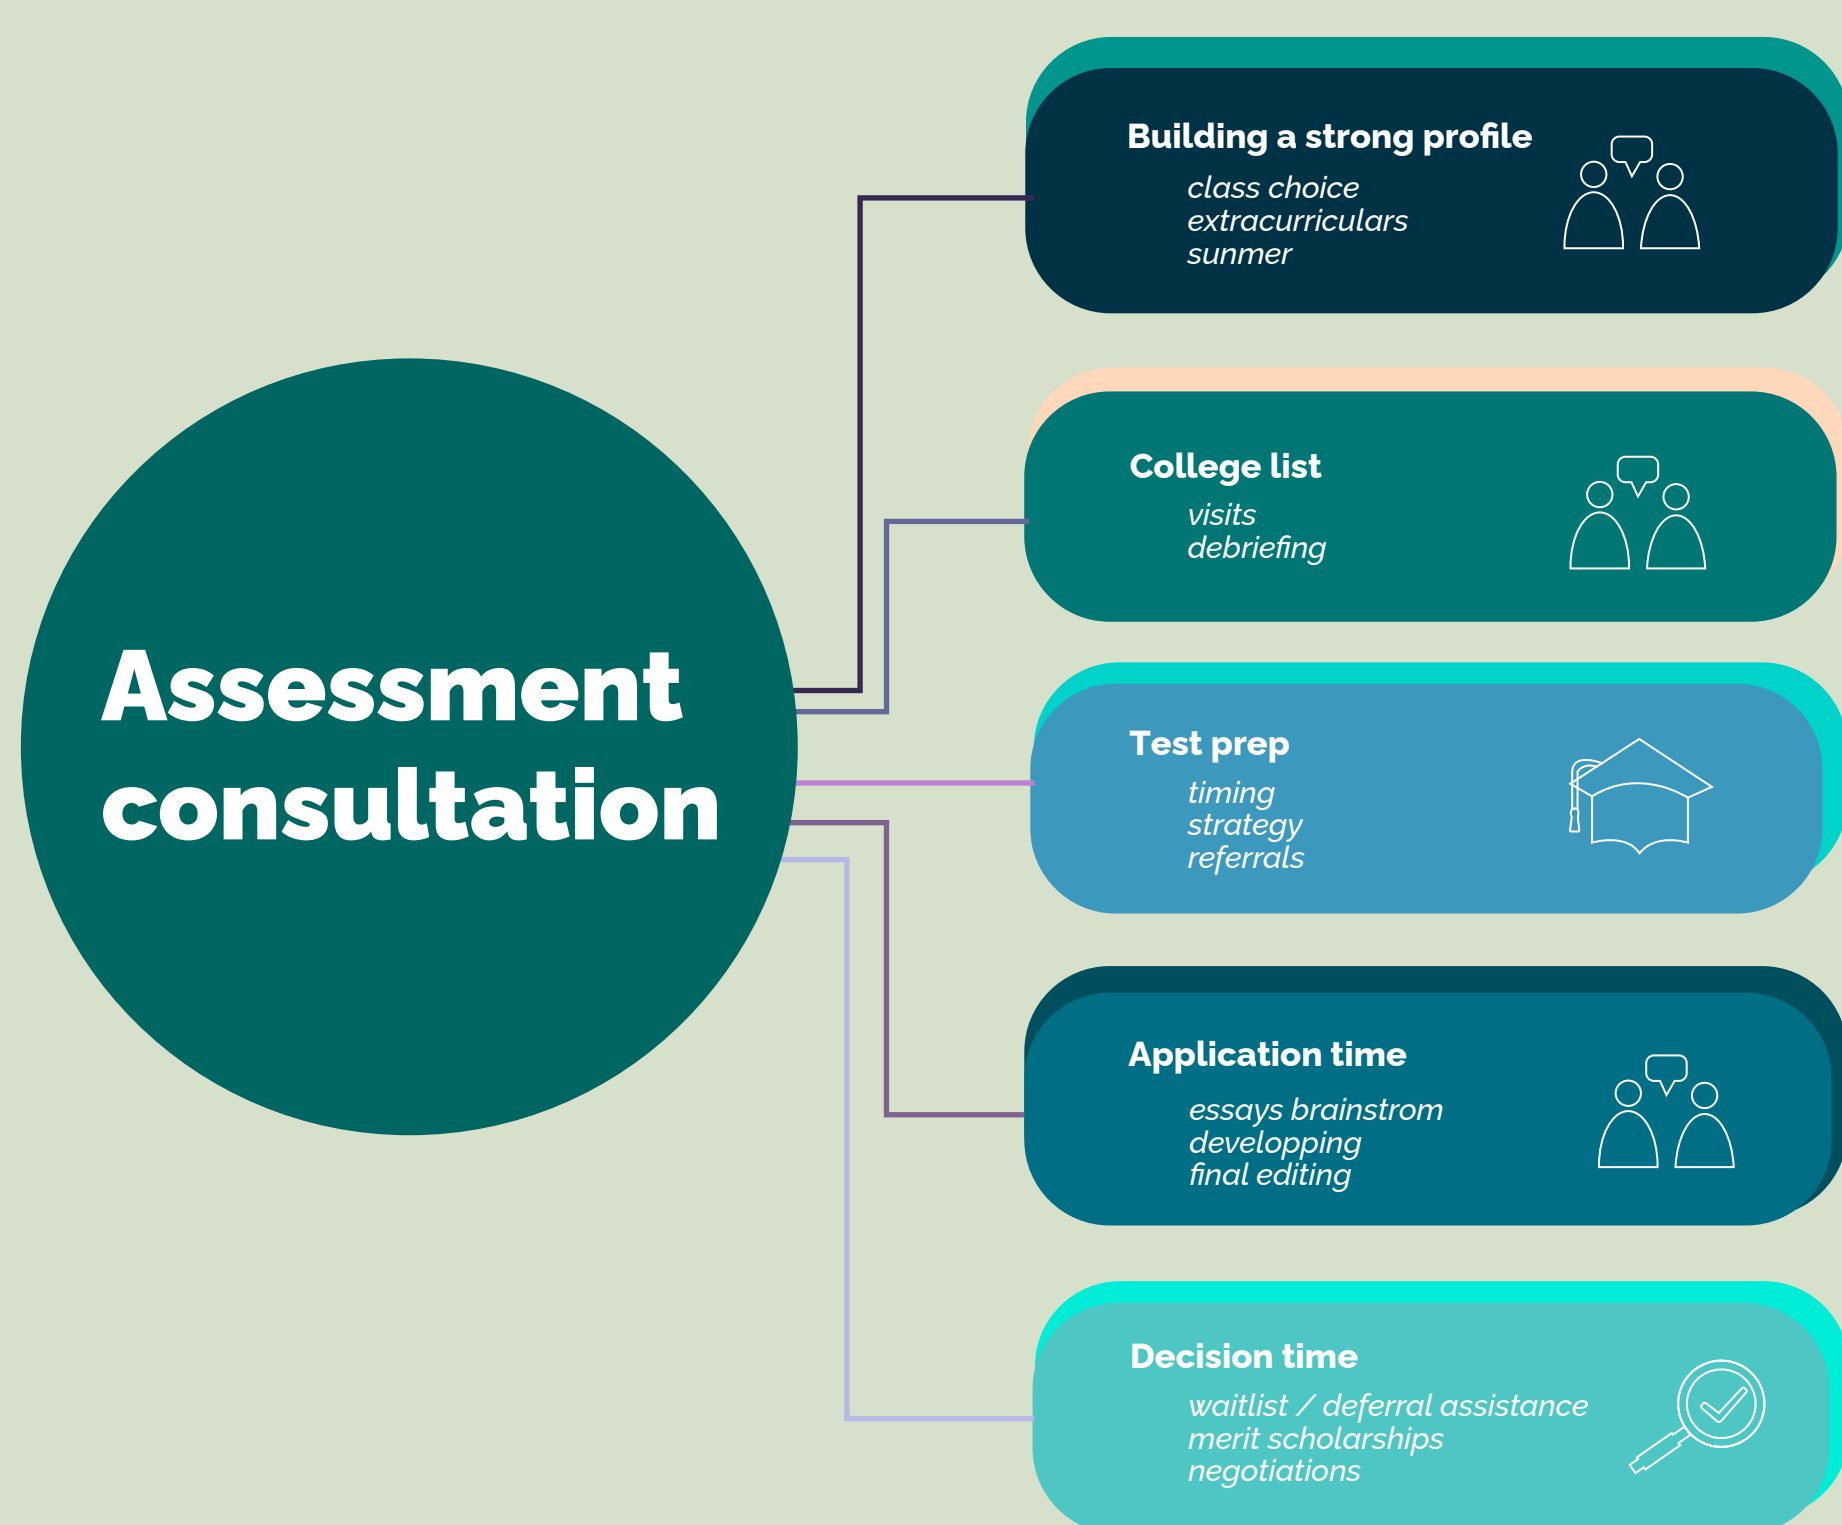 Assessment
consultation
Building a strong profile
class choice
extracurriculars
sunmer
College list
visits
debriefing
Test prep
timing
strategy
referrals
Application time
essays brainstrom
developping
final editing
Decision time
waitlist / deferral assistance
merit scholarships
negotiations